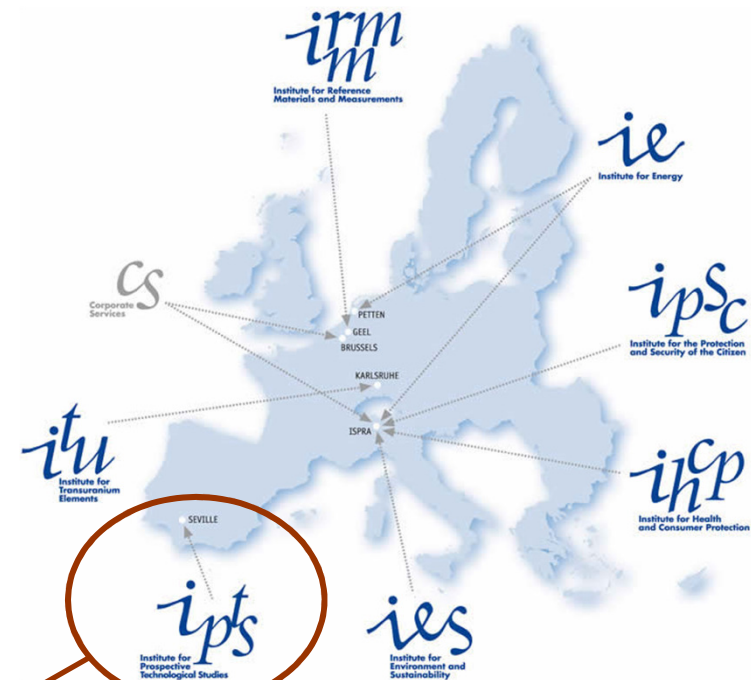 irmm
Institute for Reference
Materials and Measurements
ie
Institute for Energy
cs
Corporate
Services
ipsc
Institute for the Protection
and Security of the Citizen
PETTEN
GEEL
BRUSSELS
KARLSRUHE
ISPRA
itu
Institute for
Transuranium
Elements
ihcp
Institute for Health
and Consumer Protection
SEVILLE
ipts
Institute for
Prospective
Technological Studies
ies
Institute for
Environment and
Sustainability